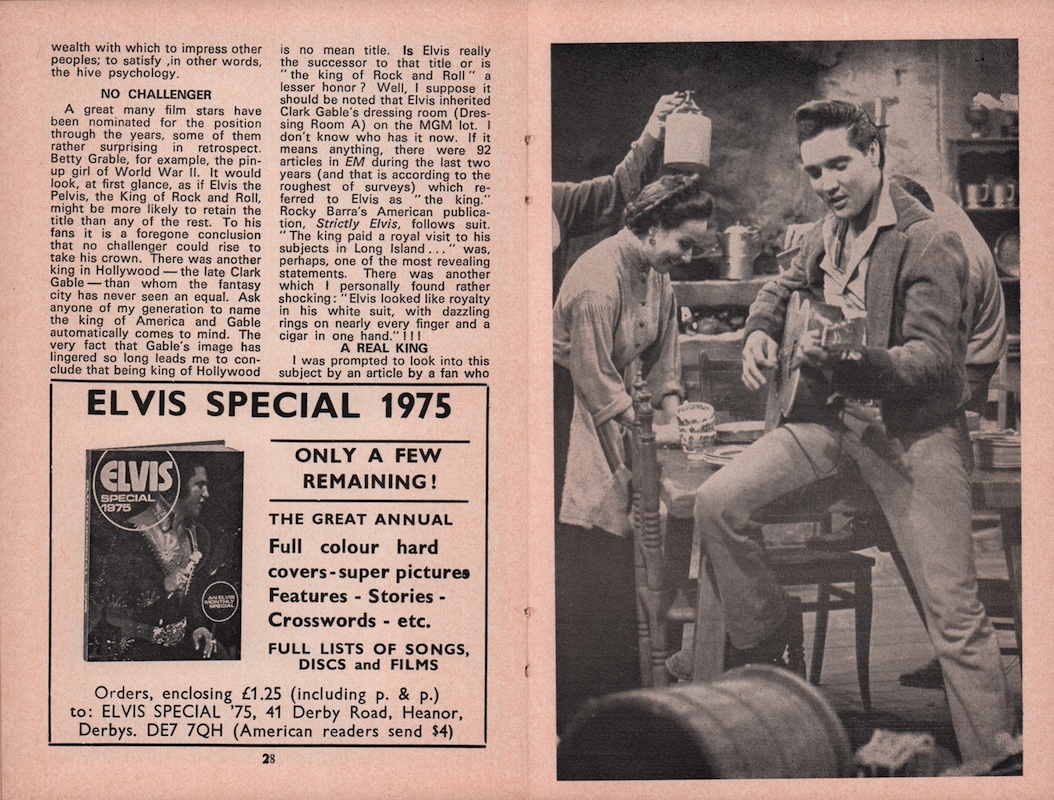 wealth with which to impress other
peoples; to satisfy ,in other words,
the hive psychology.
NO CHALLENGER
A great many film stars have
been nominated for the position
through the years, some of them
rather surprising in retrospect.
Betty Grable, for example, the pin-
up girl of World War II. It would
look, at first glance, as if Elvis the
Pelvis, the King of Rock and Roll,
might be more likely to retain the
title than any of the rest. To his
fans it is a foregone conclusion
that no challenger could rise to
take his crown. There was another
king in Hollywood — the late Clark
Gable — than whom the fantasy
city has never seen an equal. Ask
anyone of my generation to name
the king of America and Gable
automatically comes to mind. The
very fact that Gable's image has
lingered so long leads me to con-
clude that being king of Hollywood
is no mean title. Is Elvis really
the successor to that title or is
"the king of Rock and Roll" a
lesser honor? Well, I suppose it
should be noted that Elvis inherited
Clark Gable's dressing room (Dres-
sing Room A) on the MGM lot. I
don't know who has it now. If it
means anything, there were 92
articles in EM during the last two
years (and that is according to the
roughest of surveys) which re-
ferred to Elvis as "the king."
Rocky Barra's American publica-
tion, Strictly Elvis, follows suit.
"The king paid a royal visit to his
subjects in Long Island ..." was,
perhaps, one of the most revealing
statements. There was another
which I personally found rather
shocking: "Elvis looked like royalty
in his white suit, with dazzling
rings on nearly every finger and a
cigar in one hand." ! ! !
A REAL KING
I was prompted to look into this
subject by an article by a fan who
ELVIS SPECIAL 1975
ELVIS
SPECIAL
1975
AN ELVIS
MONTHLY
SPECIAL
ONLY A FEW
REMAINING!
THE GREAT ANNUAL
Full colour hard
covers-super pictures
Features - Stories -
Crosswords - etc.
FULL LISTS OF SONGS,
DISCS and FILMS
Orders, enclosing £1.25 (including p. & p.)
to: ELVIS SPECIAL '75, 41 Derby Road, Heanor,
Derbys. DE7 7QH (American readers send $4)
28